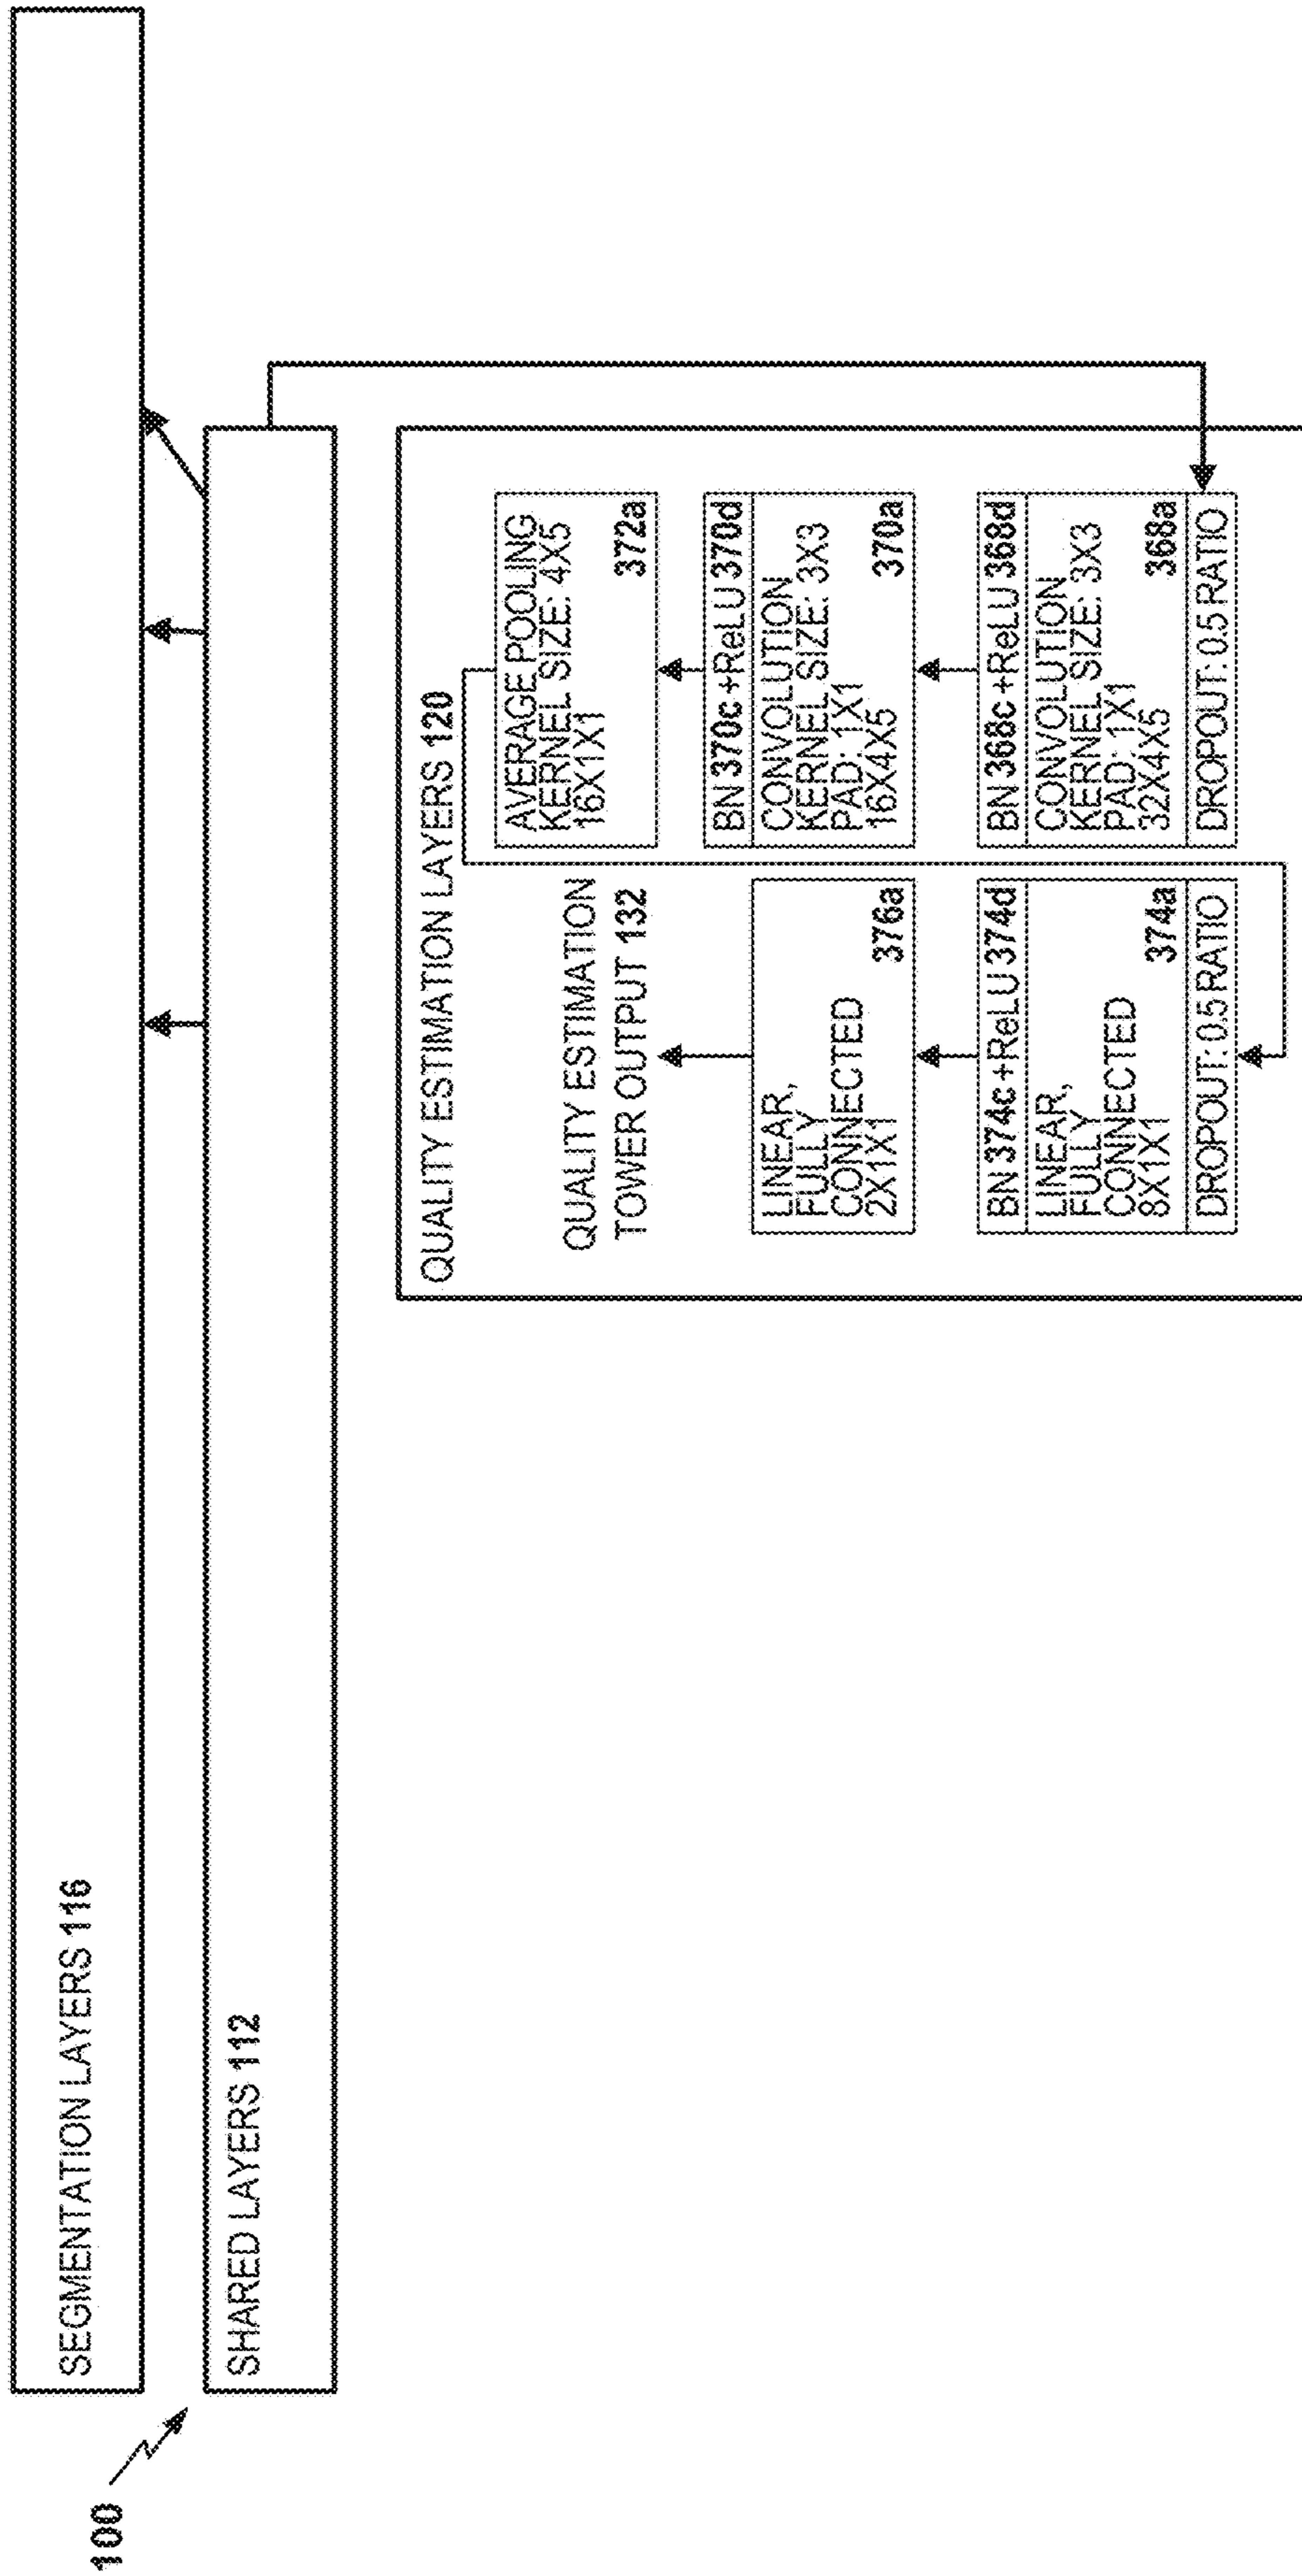 100
SEGMENTATION LAYERS 116
SHARED LAYERS 112
QUALITY ESTIMATION LAYERS 120
QUALITY ESTIMATION
TOWER OUTPUT 132
LINEAR,
FULLY
CONNECTED
2X1X1
376a
BN 374c +ReLU 374d
LINEAR,
FULLY
CONNECTED
8X1X1
374a
DROPOUT: 0.5 RATIO
AVERAGE POOLING
KERNEL SIZE: 4X5
16X1X1
372a
BN 370c +ReLU 370d
CONVOLUTION
KERNEL SIZE: 3X3
PAD: 1X1
16X4X5
370a
BN 368c +ReLU 368d
CONVOLUTION
KERNEL SIZE: 3X3
PAD: 1X1
32X4X5
368a
DROPOUT: 0.5 RATIO